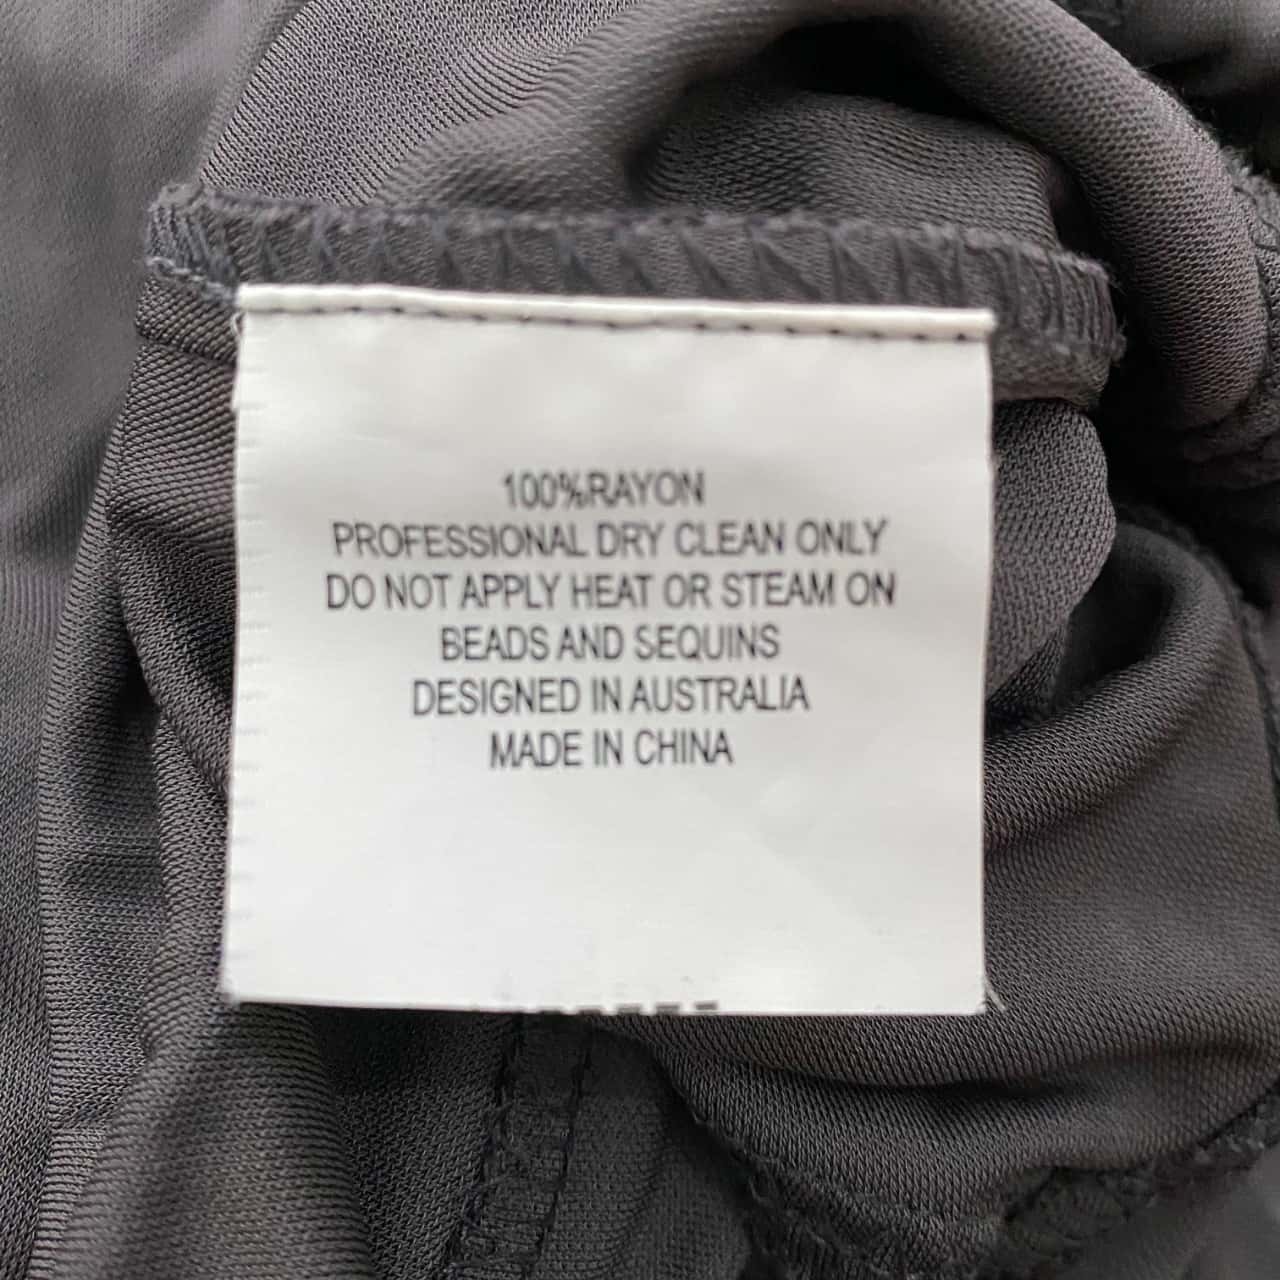 100%RAYON
PROFESSIONAL DRY CLEAN ONLY
DO NOT APPLY HEAT OR STEAM ON
BEADS AND SEQUINS
DESIGNED IN AUSTRALIA
MADE IN CHINA